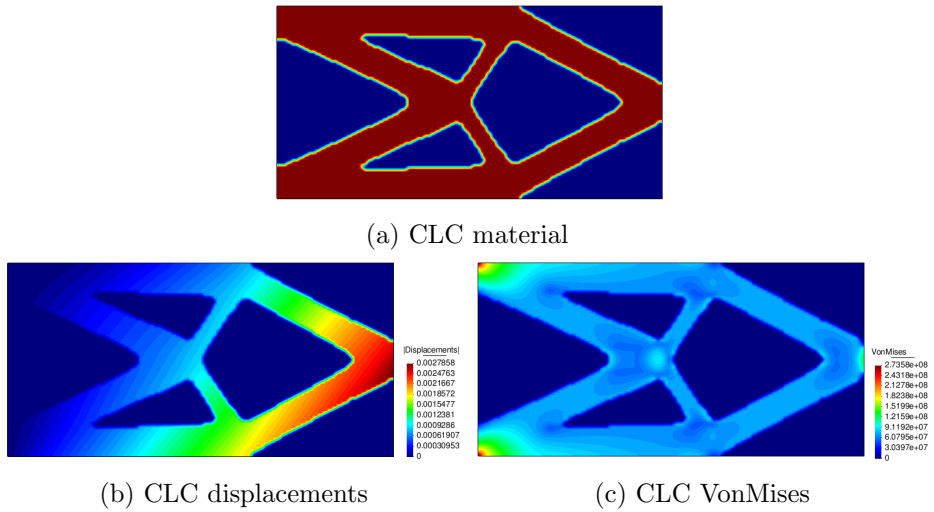 (a) CLC material
|Displacements|
0.0027858
0.0024763
0.0021667
0.0018572
0.0015477
0.0012381
0.0009286
0.00061907
0.00030953
0
(b) CLC displacements
VonMises
2.7358e+08
2.4318e+08
2.1278e+08
1.8238e+08
1.5199e+08
1.2159e+08
9.1192e+07
6.0795e+07
3.0397e+07
0
(c) CLC VonMises